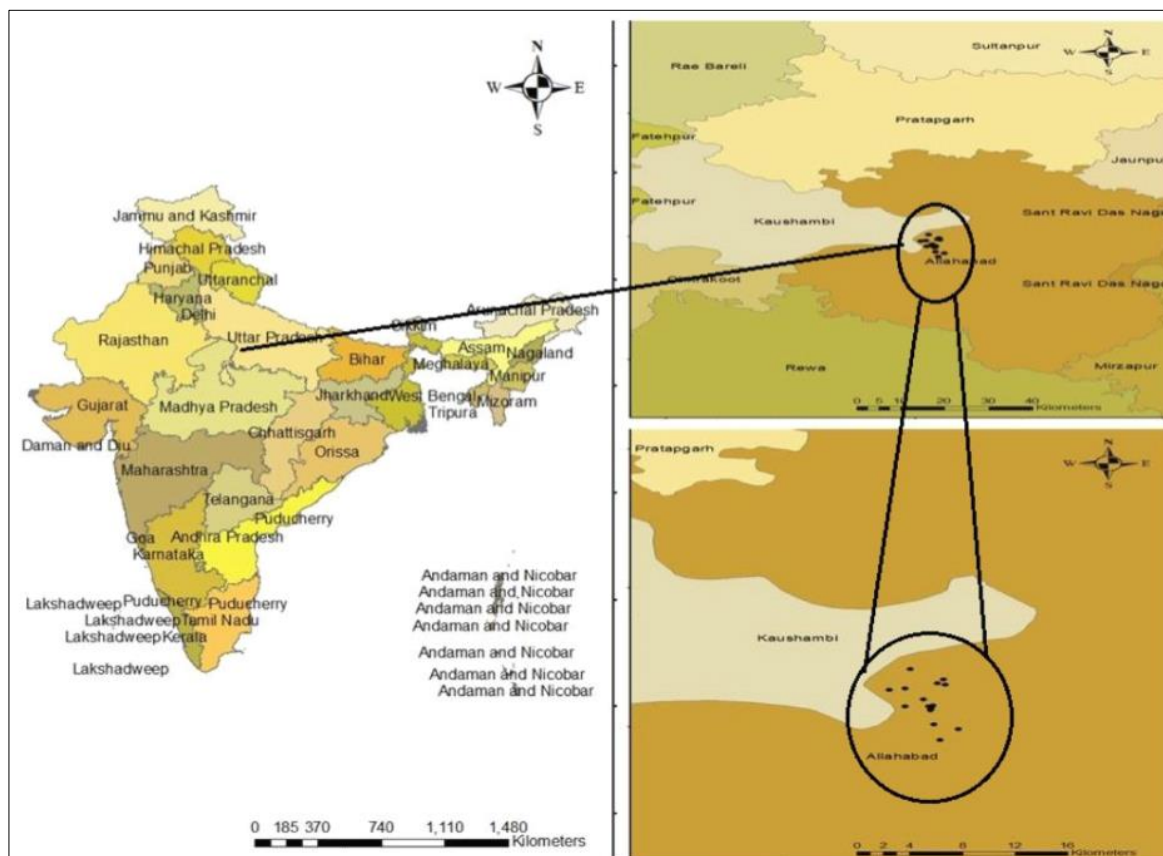 N
W E
S
Jammu and Kashmir
Himachal Pradesh
Punjab
Uttaranchal
Haryana
Delhi
Arunachal Pradesh
Sikkim
Rajasthan
Uttar Pradesh
Assam
Nagaland
Bihar
Meghalaya
Manipur
Gujarat
Madhya Pradesh
Jharkhand
West Bengal
Mizoram
Tripura
Daman and Diu
Chhattisgarh
Orissa
Maharashtra
Telangana
Puducherry
Goa
Andhra Pradesh
Karnataka
Andaman and Nicobar
Andaman and Nicobar
Lakshadweep
Puducherry
Puducherry
Andaman and Nicobar
Lakshadweep
Tamil Nadu
Andaman and Nicobar
Lakshadweep
Kerala
Andaman and Nicobar
Lakshadweep
Andaman and Nicobar
Andaman and Nicobar
0 185 370 740 1,110 1,480
Kilometers
N
W E
S
Sultanpur
Rae Bareli
Pratapgarh
Fatehpur
Jaunpu
Fatehpur
Kaushambi
Sant Ravi Das Naga
Allahabad
Sant Ravi Das Naga
Rewa
Mirzapur
0 5 10 20 30 40
Kilometers
Pratapgarh
N
W E
S
Kaushambi
Allahabad
0 2 4 8 12 16
Kilometers